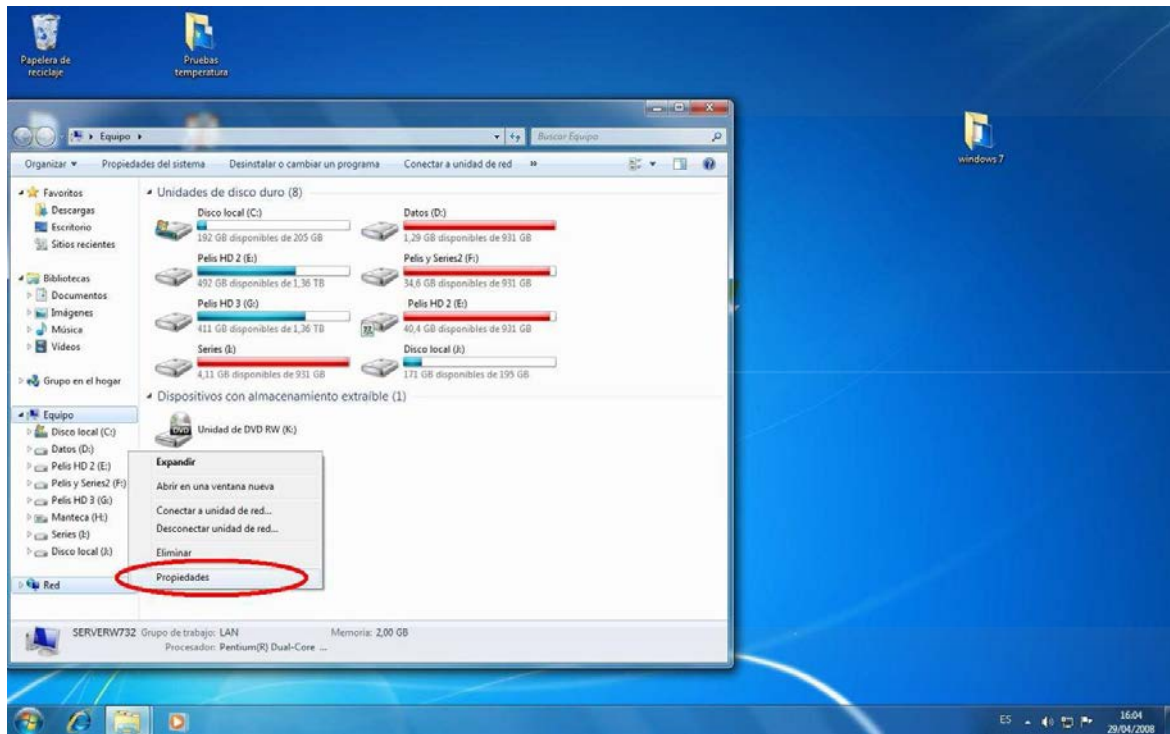 Papelera de
reciclaje
Pruebas
temperatura
windows 7
Equipo
Buscar Equipo
Organizar
Propiedades del sistema
Desinstalar o cambiar un programa
Conectar a unidad de red
»
Favoritos
Descargas
Escritorio
Sitios recientes
Bibliotecas
Documentos
Imágenes
Música
Vídeos
Grupo en el hogar
Equipo
Disco local (C:)
Datos (D:)
Pelis HD 2 (E:)
Pelis y Series2 (F:)
Pelis HD 3 (G:)
Manteca (H:)
Series (I:)
Disco local (J:)
Red
Unidades de disco duro (8)
Disco local (C:)
192 GB disponibles de 205 GB
Datos (D:)
1,29 GB disponibles de 931 GB
Pelis HD 2 (E:)
492 GB disponibles de 1,36 TB
Pelis y Series2 (F:)
34,6 GB disponibles de 931 GB
Pelis HD 3 (G:)
411 GB disponibles de 1,36 TB
Pelis HD 2 (E:)
40,4 GB disponibles de 931 GB
Series (I:)
4,11 GB disponibles de 931 GB
Disco local (J:)
171 GB disponibles de 195 GB
Dispositivos con almacenamiento extraíble (1)
DVD
Unidad de DVD RW (K:)
Expandir
Abrir en una ventana nueva
Conectar a unidad de red...
Desconectar unidad de red...
Eliminar
Propiedades
SERVERW732 Grupo de trabajo: LAN Memoria: 2,00 GB
Procesador: Pentium(R) Dual-Core ...
ES
16:04
29/04/2008